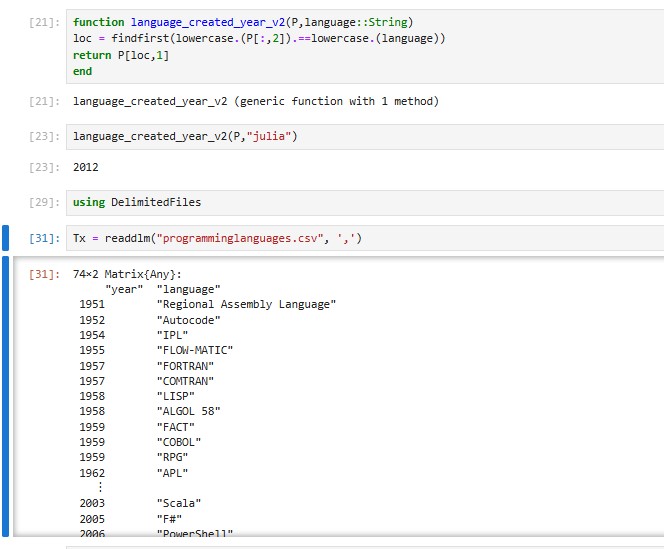 [21]: function language_created_year_v2(P,language::String)
loc = findfirst(lowercase.(P[:,2]).==lowercase.(language))
return P[loc,1]
end
[21]: language_created_year_v2 (generic function with 1 method)
[23]: language_created_year_v2(P,"julia")
[23]: 2012
[29]: using DelimitedFiles
[31]: Tx = readdlm("programminglanguages.csv", ',')
[31]: 74×2 Matrix{Any}:
"year" "language"
1951 "Regional Assembly Language"
1952 "Autocode"
1954 "IPL"
1955 "FLOW-MATIC"
1957 "FORTRAN"
1957 "COMTRAN"
1958 "LISP"
1958 "ALGOL 58"
1959 "FACT"
1959 "COBOL"
1959 "RPG"
1962 "APL"
⋮
2003 "Scala"
2005 "F#"
2006 "PowerShell"